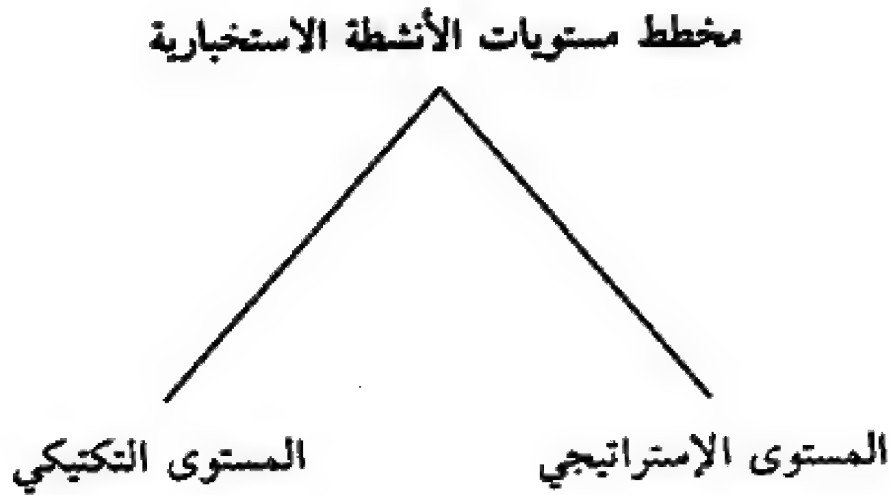 مخطط مستويات الأنشطة الاستخبارية
المستوى الإستراتيجي
المستوى التكتيكي